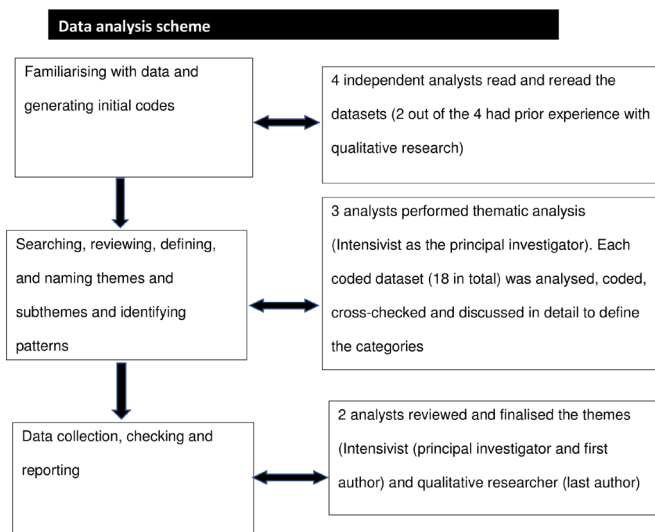 Data analysis scheme
Familiarising with data and
generating initial codes
4 independent analysts read and reread the
datasets (2 out of the 4 had prior experience with
qualitative research)
Searching, reviewing, defining,
and naming themes and
subthemes and identifying
patterns
3 analysts performed thematic analysis
(Intensivist as the principal investigator). Each
coded dataset (18 in total) was analysed, coded,
cross-checked and discussed in detail to define
the categories
Data collection, checking and
reporting
2 analysts reviewed and finalised the themes
(Intensivist (principal investigator and first
author) and qualitative researcher (last author)